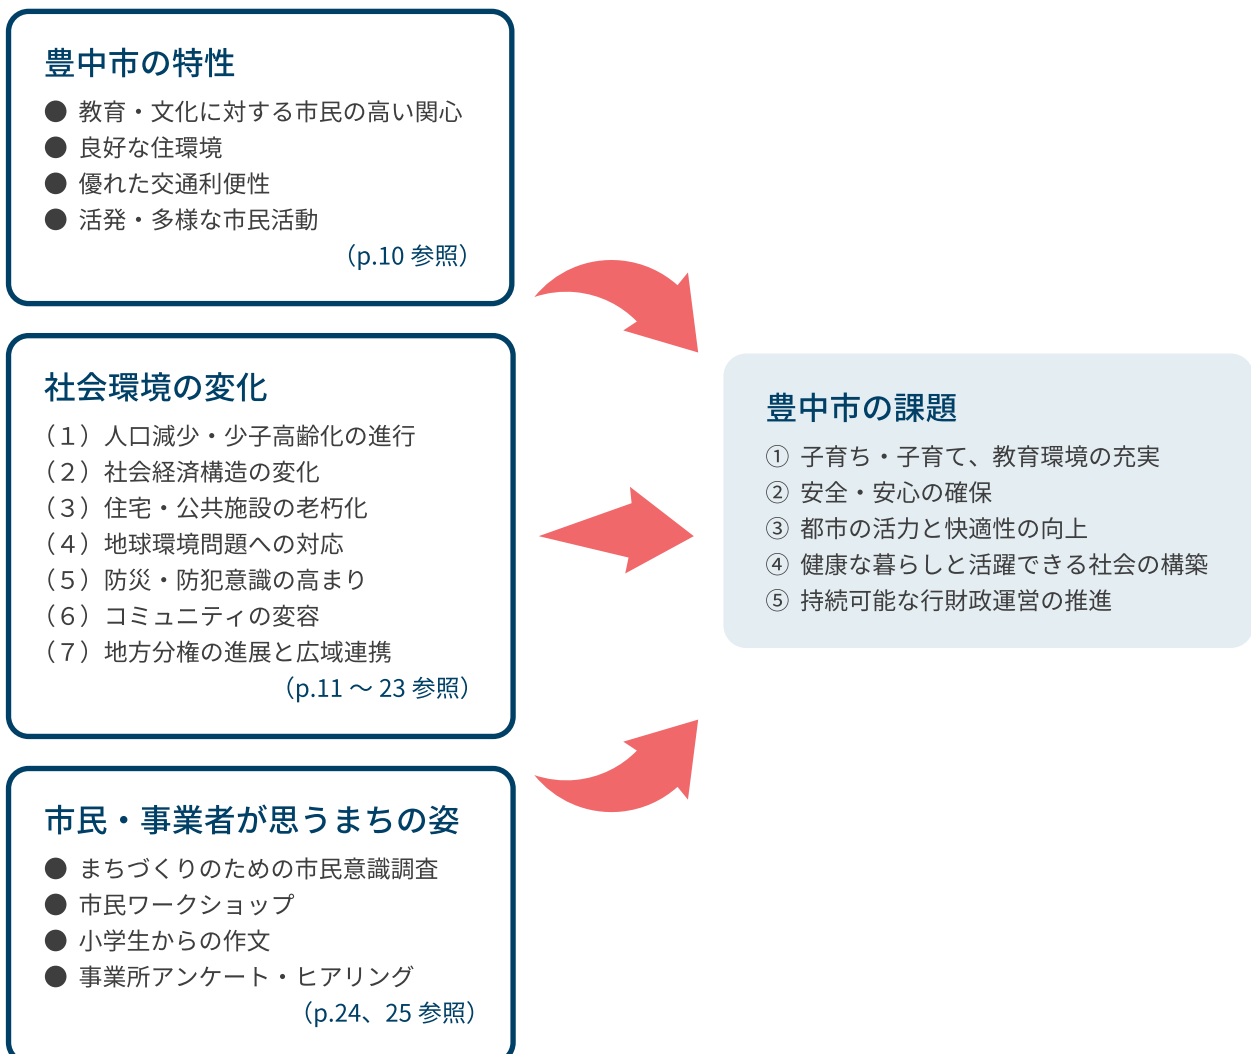 豊中市の特性
● 教育・文化に対する市民の高い関心
● 良好な住環境
● 優れた交通利便性
● 活発・多様な市民活動
（p.10 参照）
社会環境の変化
（１）人口減少・少子高齢化の進行
（２）社会経済構造の変化
（３）住宅・公共施設の老朽化
（４）地球環境問題への対応
（５）防災・防犯意識の高まり
（６）コミュニティの変容
（７）地方分権の進展と広域連携
（p.11 ～ 23 参照）
市民・事業者が思うまちの姿
● まちづくりのための市民意識調査
● 市民ワークショップ
● 小学生からの作文
● 事業所アンケート・ヒアリング
（p.24、25 参照）
豊中市の課題
① 子育ち・子育て、教育環境の充実
② 安全・安心の確保
③ 都市の活力と快適性の向上
④ 健康な暮らしと活躍できる社会の構築
⑤ 持続可能な行財政運営の推進